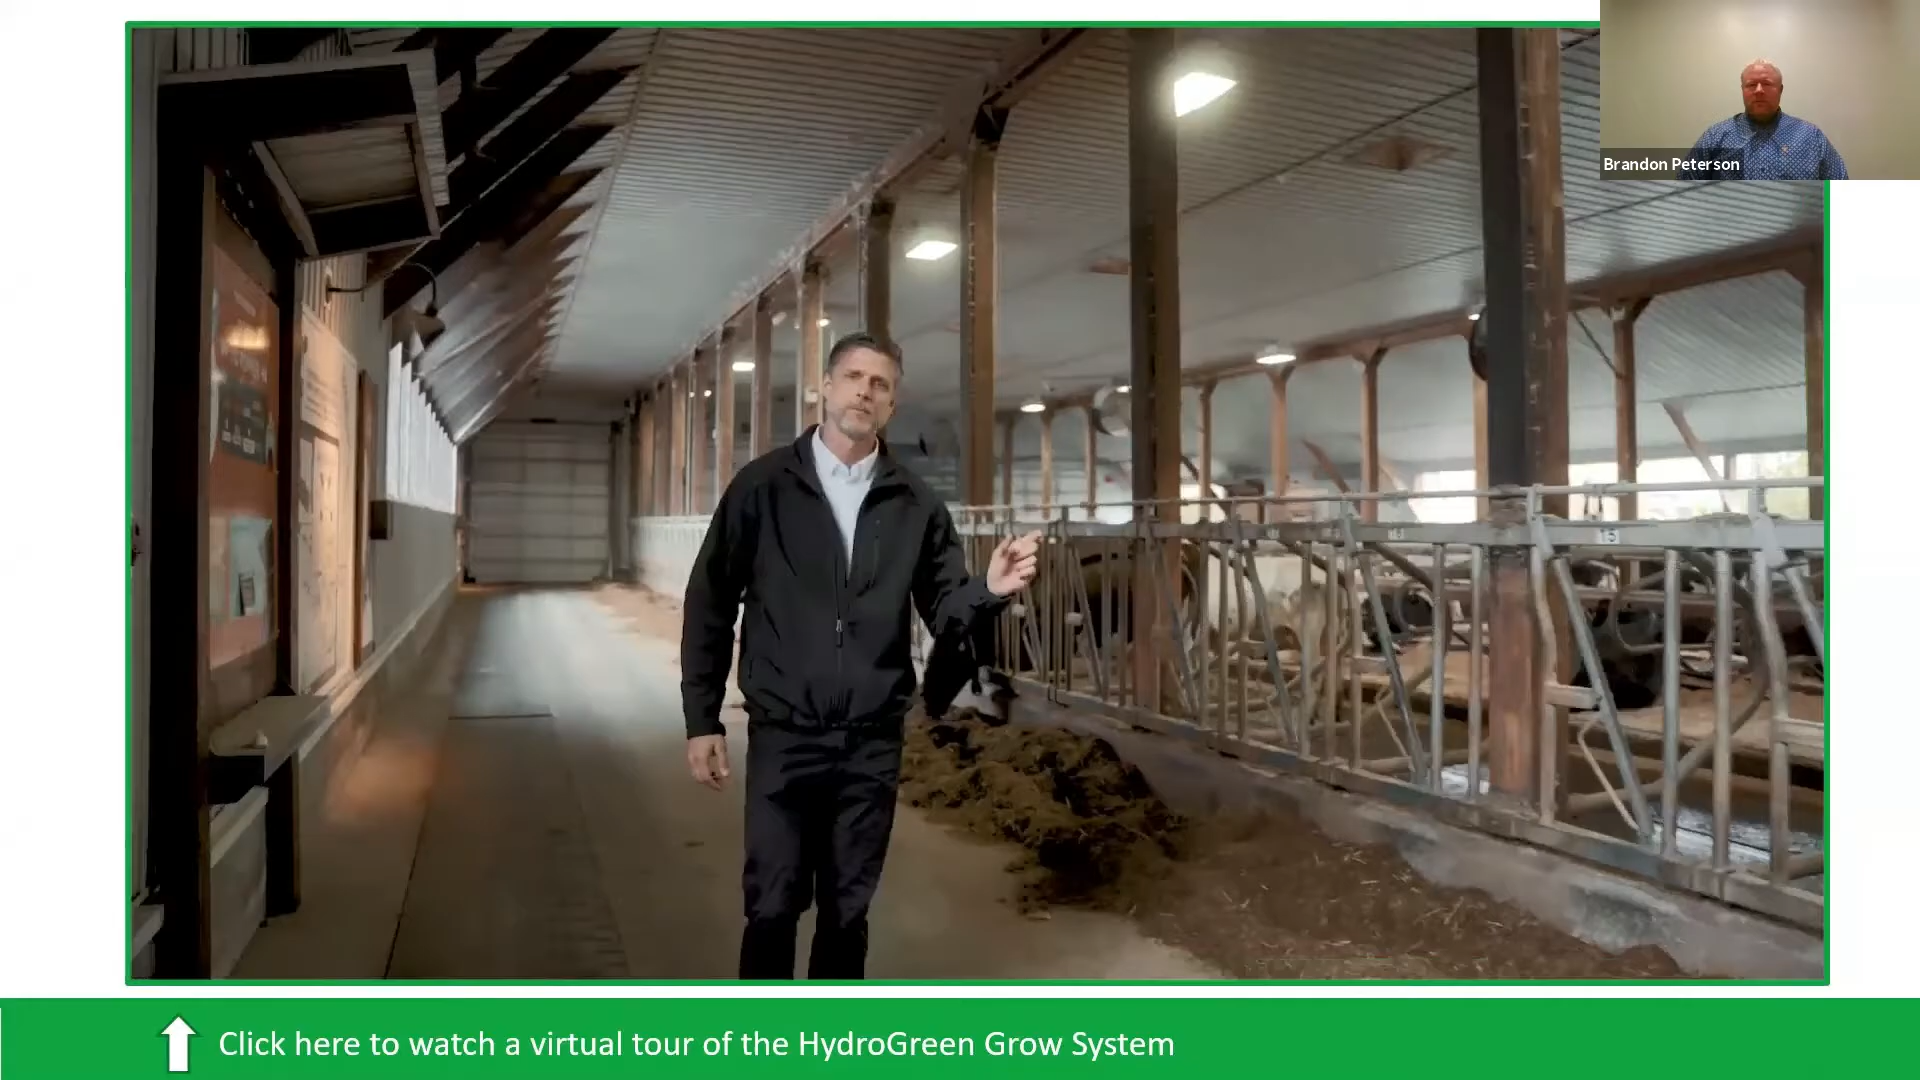 Brandon Peterson
15
Click here to watch a virtual tour of the HydroGreen Grow System